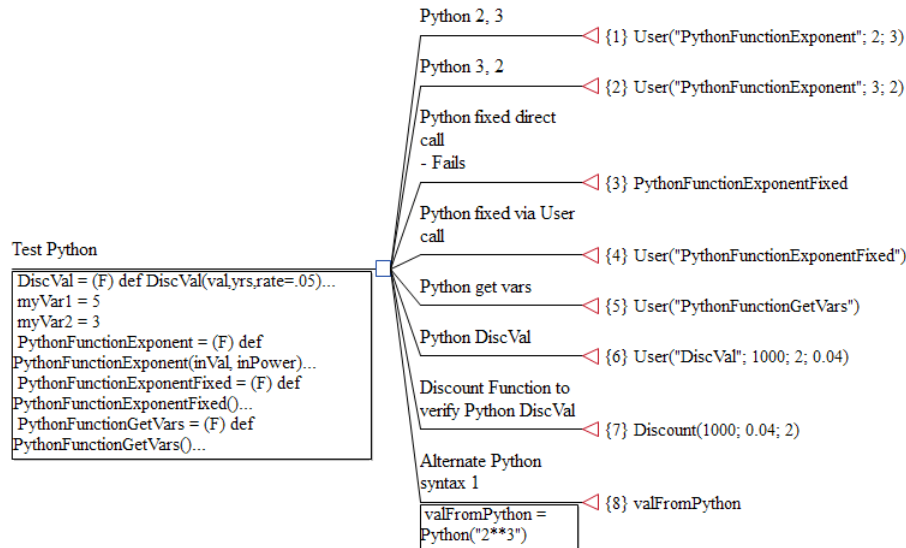 Python 2, 3
{1} User("PythonFunctionExponent"; 2; 3)
Python 3, 2
{2} User("PythonFunctionExponent"; 3; 2)
Python fixed direct
call
- Fails
{3} PythonFunctionExponentFixed
Python fixed via User
call
{4} User("PythonFunctionExponentFixed")
Python get vars
{5} User("PythonFunctionGetVars")
Python DiscVal
{6} User("DiscVal"; 1000; 2; 0.04)
Discount Function to
verify Python DiscVal
{7} Discount(1000; 0.04; 2)
Alternate Python
syntax 1
{8} valFromPython
valFromPython =
Python("2**3")
Test Python
DiscVal = (F) def DiscVal(val,yrs,rate=.05)...
myVar1 = 5
myVar2 = 3
PythonFunctionExponent = (F) def
PythonFunctionExponent(inVal, inPower)...
PythonFunctionExponentFixed = (F) def
PythonFunctionExponentFixed()...
PythonFunctionGetVars = (F) def
PythonFunctionGetVars()...